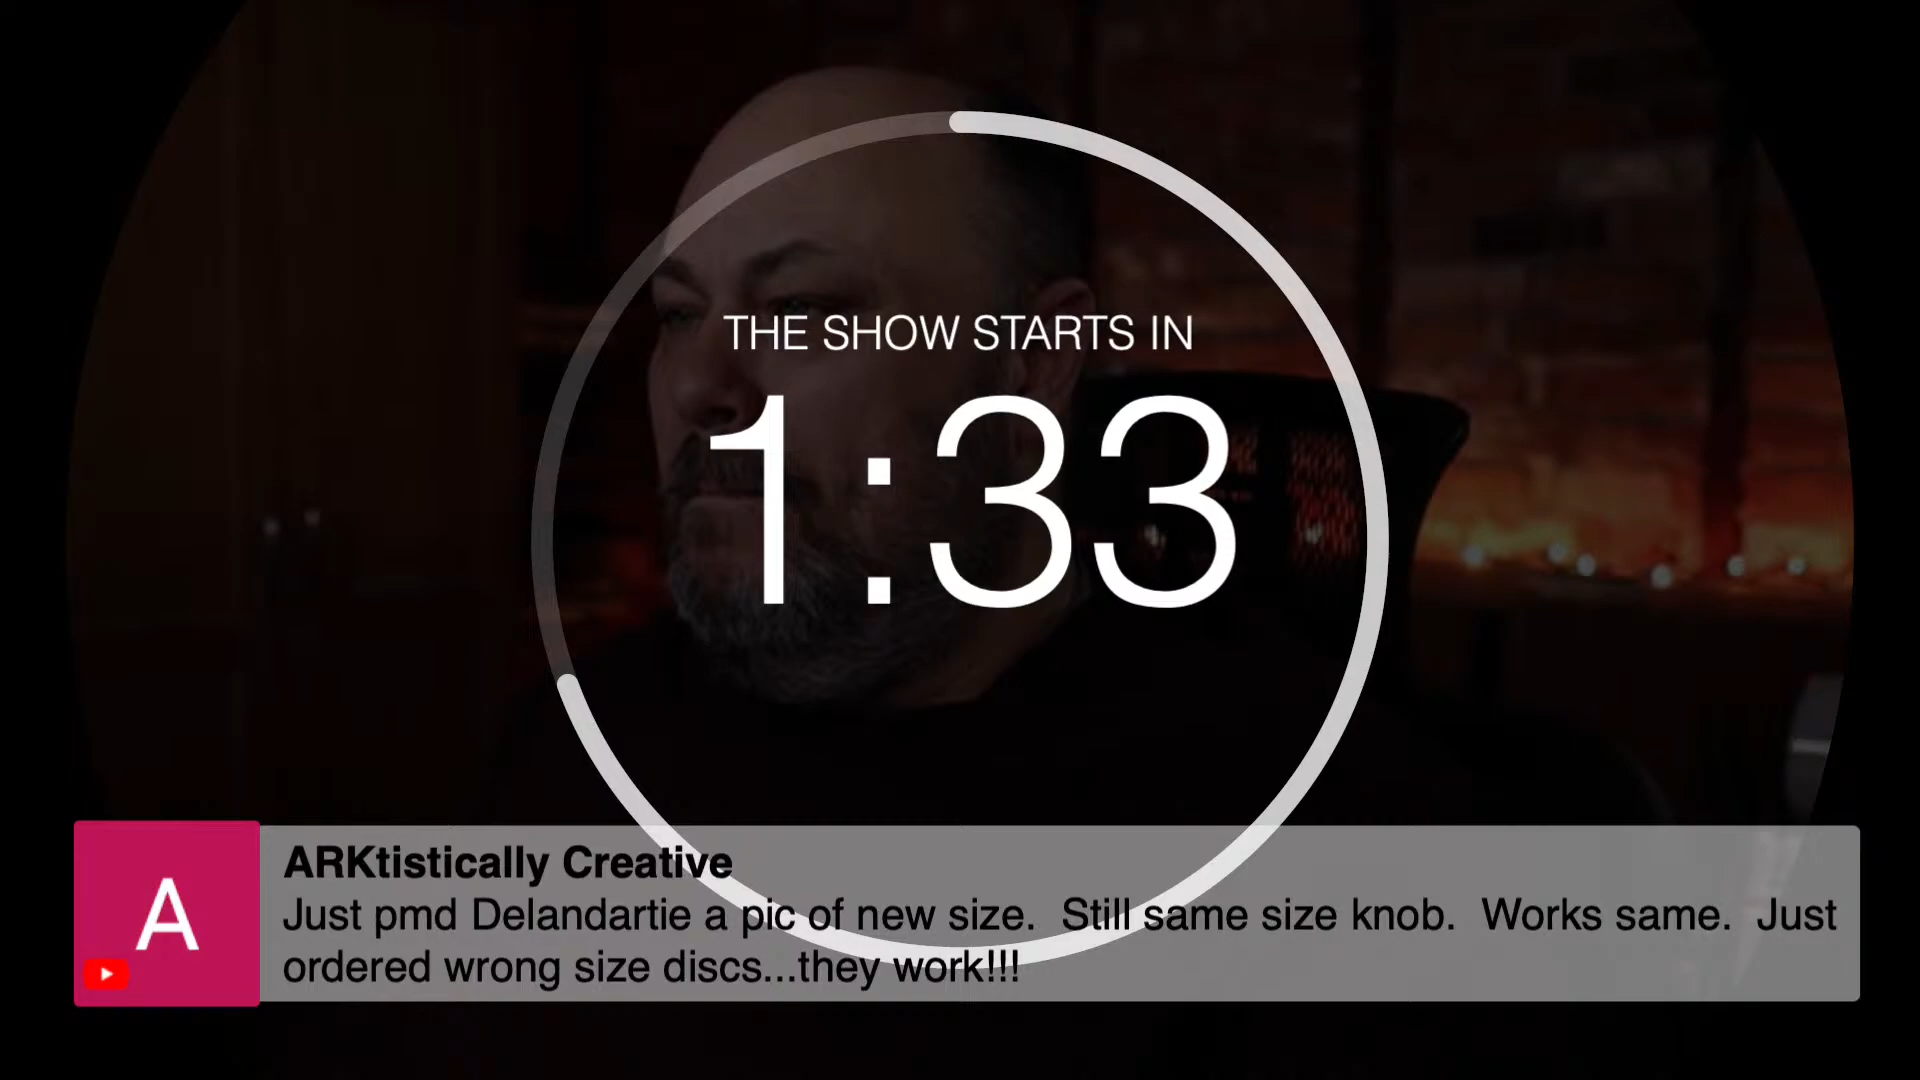 THE SHOW STARTS IN
1:33
A
ARKtistically Creative
Just pmd Delandartie a pic of new size.  Still same size knob.  Works same.  Just
ordered wrong size discs...they work!!!